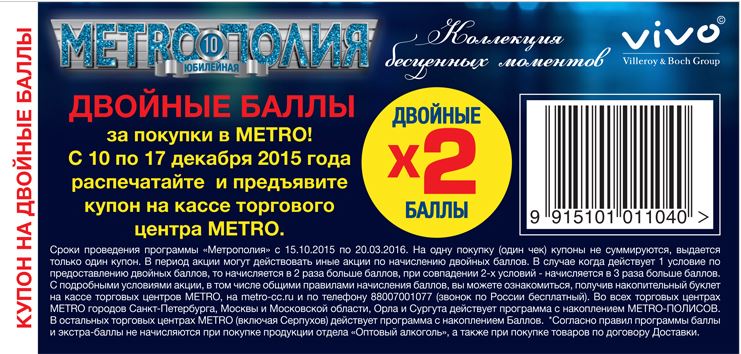 КУПОН НА ДВОЙНЫЕ БАЛЛЫ
МЕТРОПОЛИЯ
10
ЮБИЛЕЙНАЯ
Коллекция
бесценных моментов
vivo ©
Villeroy & Boch Group
ДВОЙНЫЕ БАЛЛЫ
за покупки в METRO!
С 10 по 17 декабря 2015 года
распечатайте и предъявите
купон на кассе торгового
центра METRO.
ДВОЙНЫЕ
x2
БАЛЛЫ
9 915101 011040 >
Сроки проведения программы «Метрополия» с 15.10.2015 по 20.03.2016. На одну покупку (один чек) купоны не суммируются, выдается
только один купон. В период акции могут действовать иные акции по начислению двойных баллов. В случае когда действует 1 условие по
предоставлению двойных баллов, то начисляется в 2 раза больше баллов, при совпадении 2-х условий - начисляется в 3 раза больше баллов.
С подробными условиями акции, в том числе общими правилами начисления баллов, вы можете ознакомиться, получив накопительный буклет
на кассе торговых центров METRO, на metro-cc.ru и по телефону 88007001077 (звонок по России бесплатный). Во всех торговых центрах
METRO городов Санкт-Петербурга, Москвы и Московской области, Орла и Сургута действует программа с накоплением МЕТРО-ПОЛИСОВ.
В остальных торговых центрах METRO (включая Серпухов) действует программа с накоплением Баллов. *Согласно правил программы баллы
и экстра-баллы не начисляются при покупке продукции отдела «Оптовый алкоголь», а также при покупке товаров по договору Доставки.